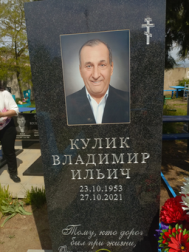 КУЛИК
ВЛАДИМИР
ИЛЬИЧ
23.10.1953
27.10.2021
Тому, кто дорог
был при жизни,